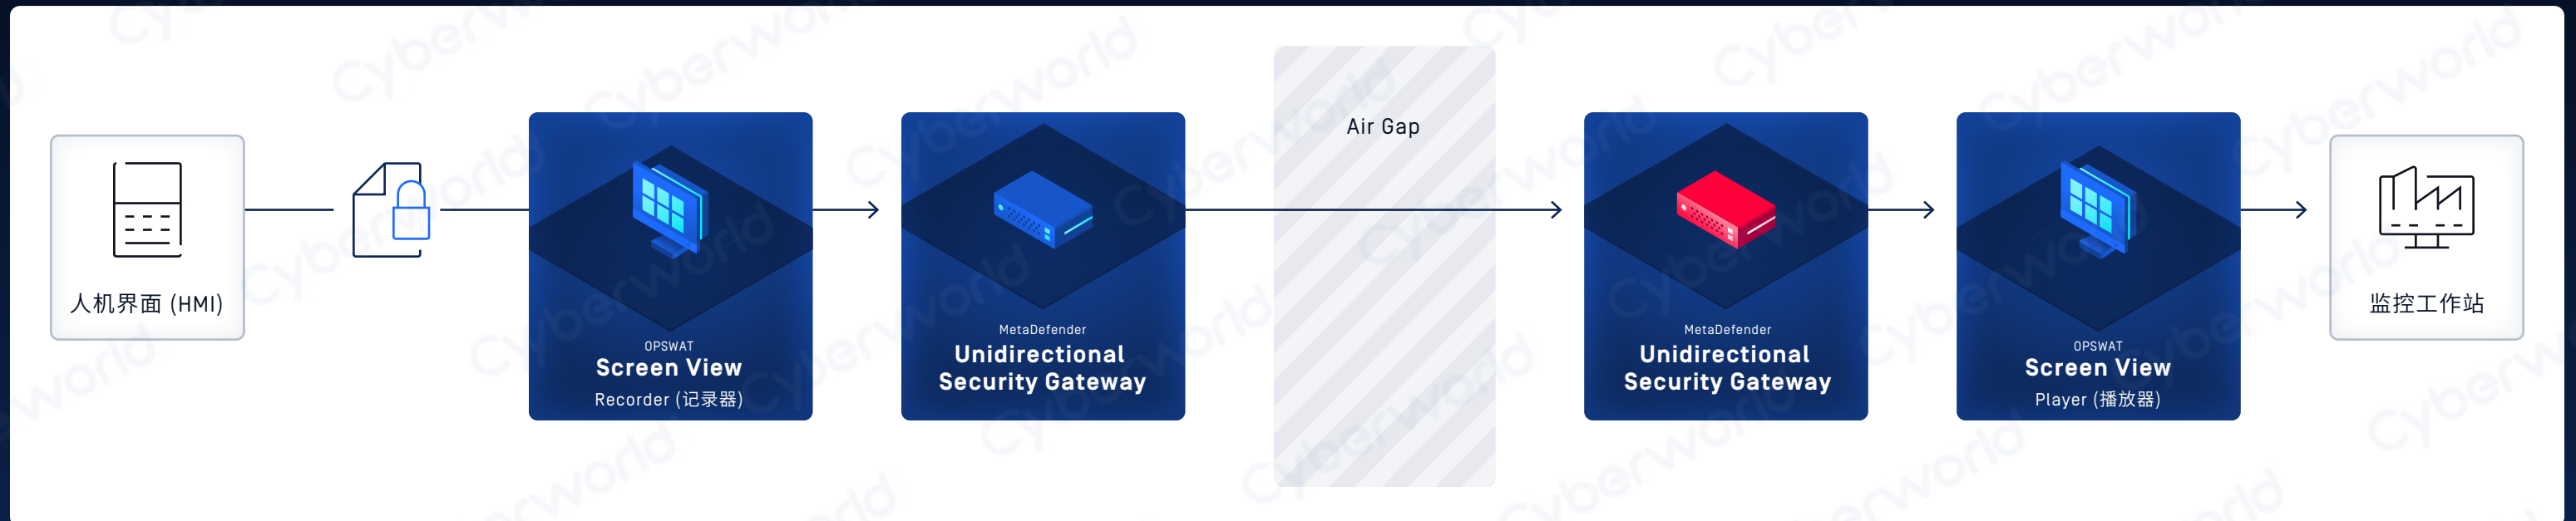 人机界面 (HMI)
OPSWAT
Screen View
Recorder (记录器)
MetaDefender
Unidirectional
Security Gateway
Air Gap
MetaDefender
Unidirectional
Security Gateway
OPSWAT
Screen View
Player (播放器)
监控工作站
Cyberworld